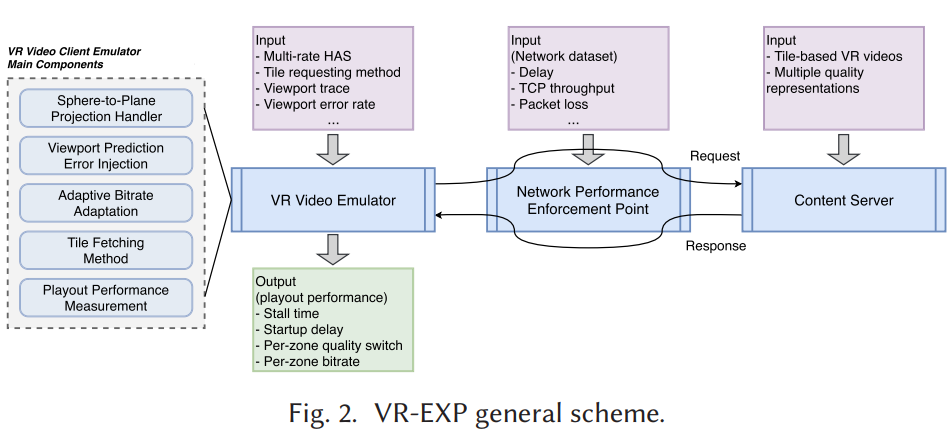 VR Video Client Emulator
Main Components
Sphere-to-Plane
Projection Handler
Viewport Prediction
Error Injection
Adaptive Bitrate
Adaptation
Tile Fetching
Method
Playout Performance
Measurement
Input
- Multi-rate HAS
- Tile requesting method
- Viewport trace
- Viewport error rate
...
VR Video Emulator
Output
(playout performance)
- Stall time
- Startup delay
- Per-zone quality switch
- Per-zone bitrate
Input
(Network dataset)
- Delay
- TCP throughput
- Packet loss
...
Network Performance
Enforcement Point
Request
Response
Input
- Tile-based VR videos
- Multiple quality
representations
Content Server
Fig. 2. VR-EXP general scheme.